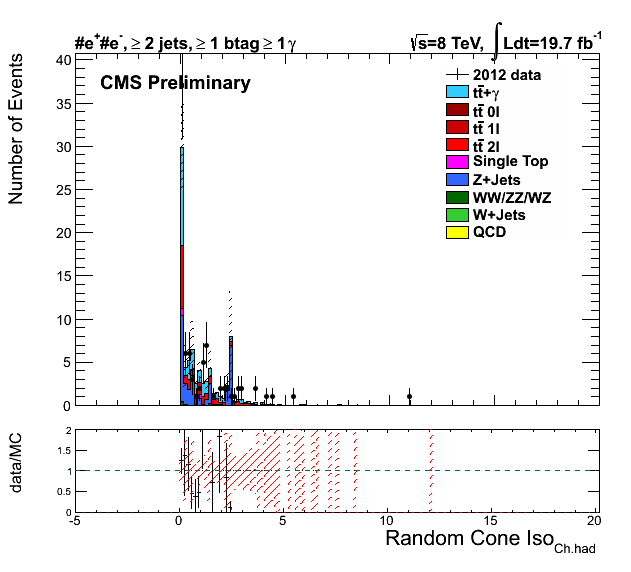 #e⁺#e⁻, ≥ 2 jets, ≥ 1 btag ≥ 1 γ
√s=8 TeV, ∫ Ldt=19.7 fb⁻¹
CMS Preliminary
2012 data
tt̄+γ
tt̄ 0l
tt̄ 1l
tt̄ 2l
Single Top
Z+Jets
WW/ZZ/WZ
W+Jets
QCD
Number of Events
40
35
30
25
20
15
10
5
0
data/MC
2
1.5
1
0.5
0
-5 0 5 10 15 20
Random Cone Iso_Ch.had